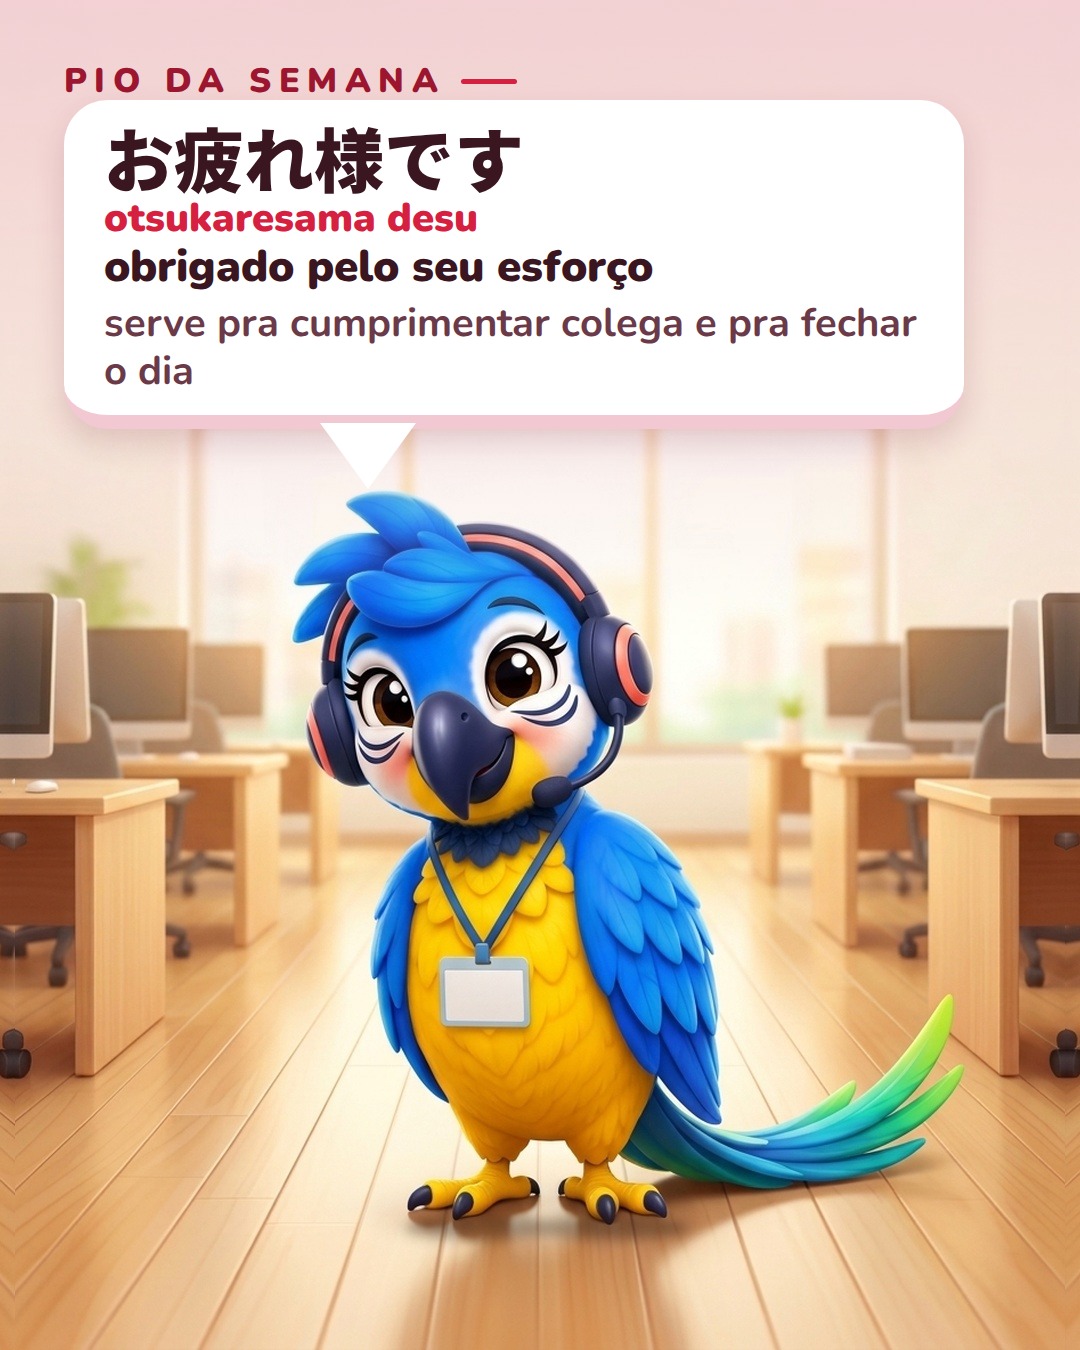 PIO DA SEMANA
お疲れ様です
otsukaresama desu
obrigado pelo seu esforço
serve pra cumprimentar colega e pra fechar
o dia